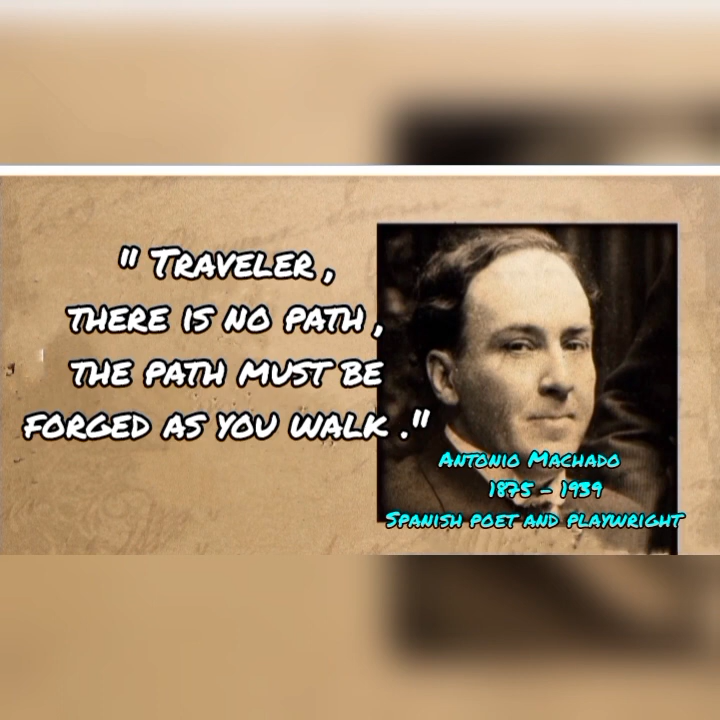 " Traveler ,
there is no path ,
the path must be
forged as you walk ."
Antonio Machado
1875 - 1939
Spanish poet and playwright